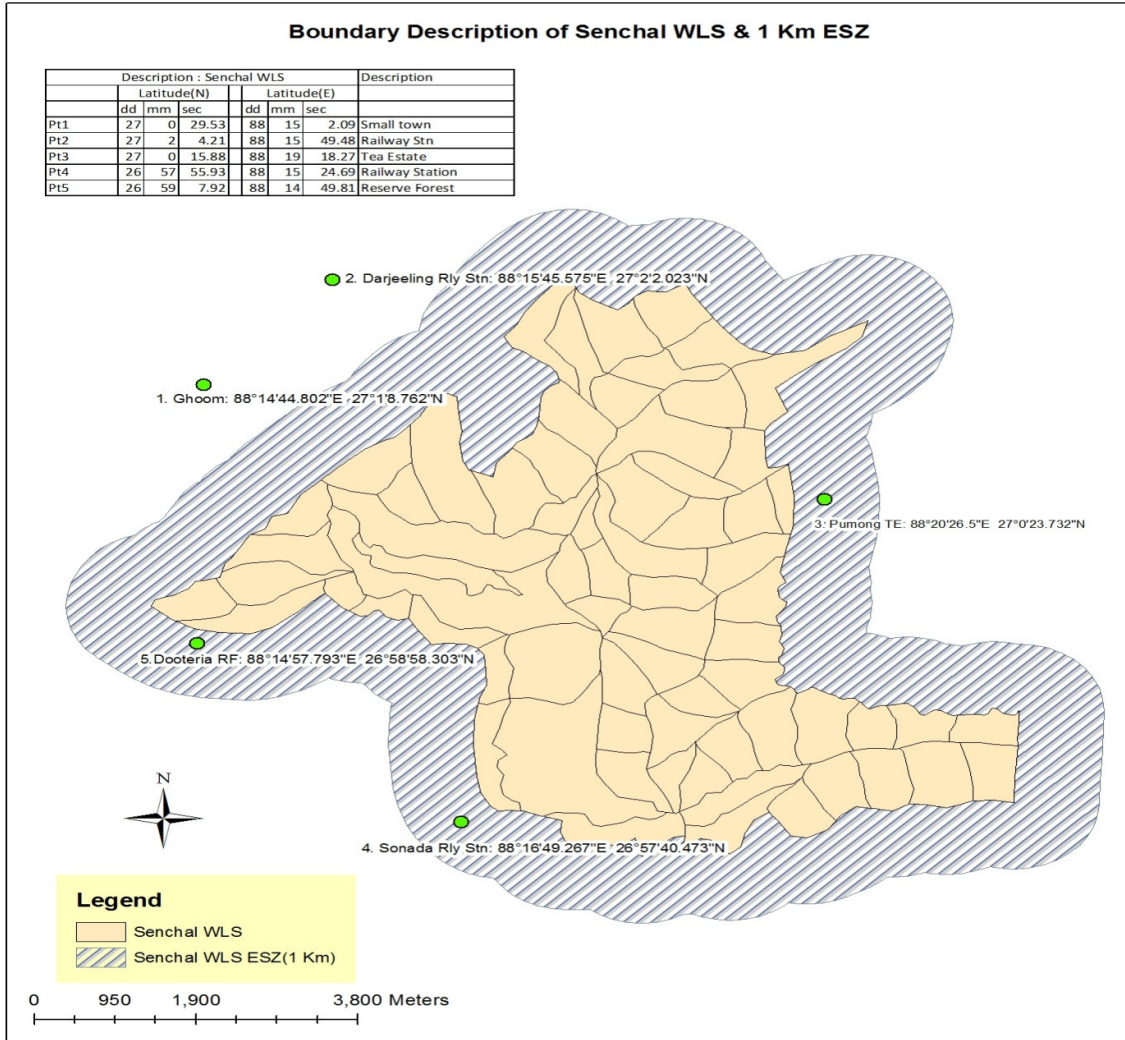 Boundary Description of Senchal WLS & 1 Km ESZ
Description : Senchal WLS Description
Latitude(N) Latitude(E)
dd mm sec dd mm sec
Pt1 27 0 29.53 88 15 2.09 Small town
Pt2 27 2 4.21 88 15 49.48 Railway Stn
Pt3 27 0 15.88 88 19 18.27 Tea Estate
Pt4 26 57 55.93 88 15 24.69 Railway Station
Pt5 26 59 7.92 88 14 49.81 Reserve Forest
2. Darjeeling Rly Stn: 88°15'45.575"E 27°2'2.023"N
1. Ghoom: 88°14'44.802"E 27°1'8.762"N
3. Pumong TE: 88°20'26.5"E 27°0'23.732"N
5.Dooteria RF: 88°14'57.793"E 26°58'58.303"N
N
4. Sonada Rly Stn: 88°16'49.267"E 26°57'40.473"N
Legend
Senchal WLS
Senchal WLS ESZ(1 Km)
0 950 1,900 3,800 Meters